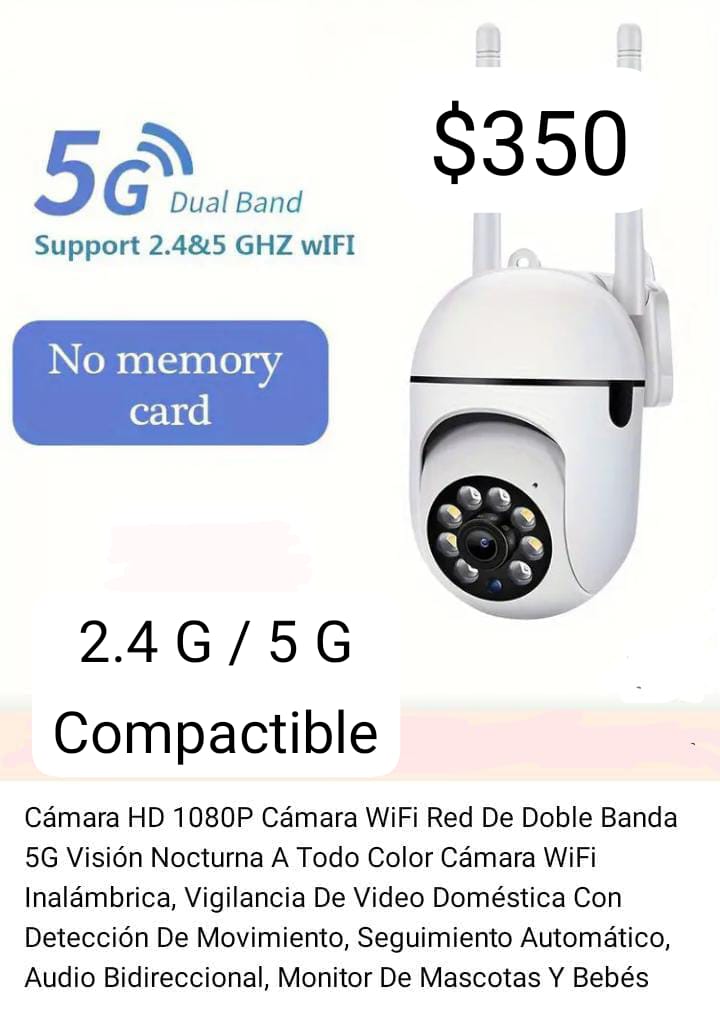 $350
5G Dual Band
Support 2.4&5 GHZ wIFI
No memory
card
2.4 G / 5 G
Compactible
Cámara HD 1080P Cámara WiFi Red De Doble Banda
5G Visión Nocturna A Todo Color Cámara WiFi
Inalámbrica, Vigilancia De Video Doméstica Con
Detección De Movimiento, Seguimiento Automático,
Audio Bidireccional, Monitor De Mascotas Y Bebés